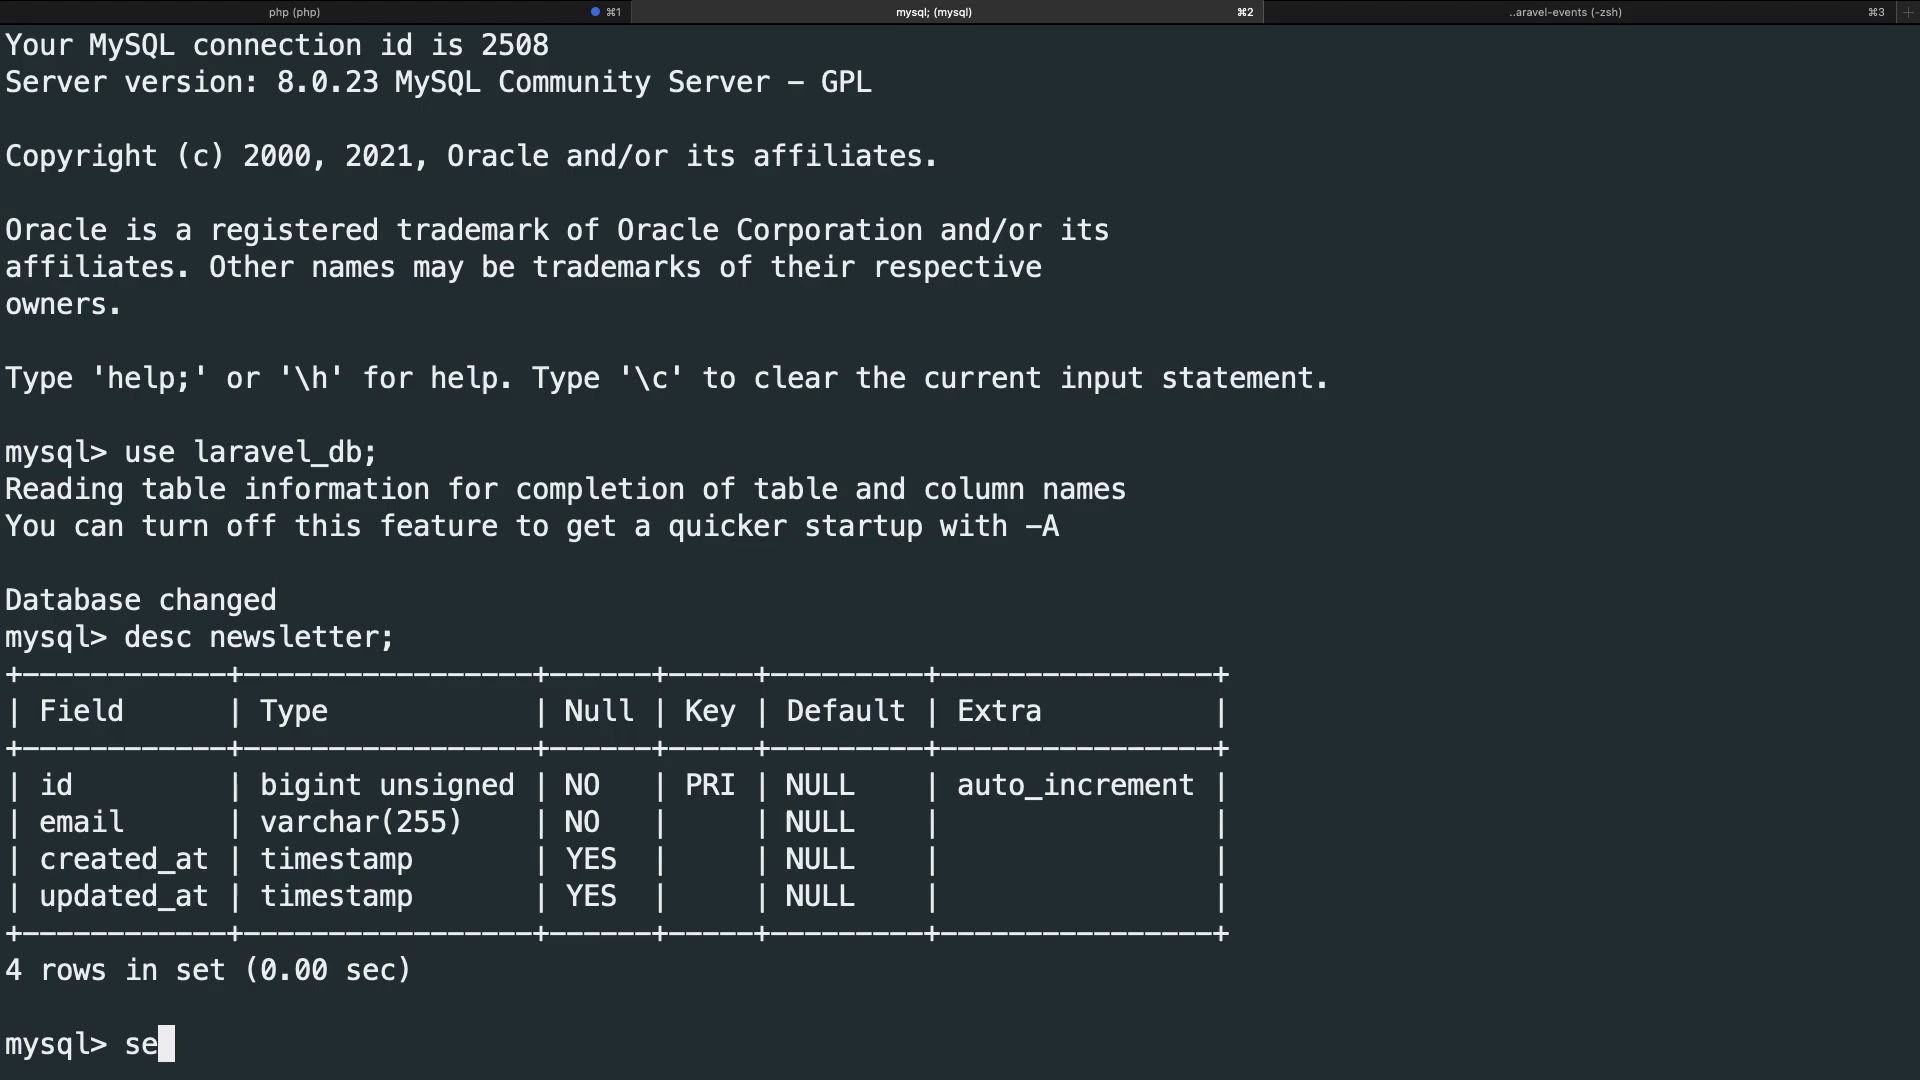 php (php) ⌘1 mysql; (mysql) ⌘2 ..aravel-events (-zsh) ⌘3 +
Your MySQL connection id is 2508
Server version: 8.0.23 MySQL Community Server - GPL
Copyright (c) 2000, 2021, Oracle and/or its affiliates.
Oracle is a registered trademark of Oracle Corporation and/or its
affiliates. Other names may be trademarks of their respective
owners.
Type 'help;' or '\h' for help. Type '\c' to clear the current input statement.
mysql> use laravel_db;
Reading table information for completion of table and column names
You can turn off this feature to get a quicker startup with -A
Database changed
mysql> desc newsletter;
+------------+-----------------+------+-----+---------+----------------+
| Field      | Type            | Null | Key | Default | Extra          |
+------------+-----------------+------+-----+---------+----------------+
| id         | bigint unsigned | NO   | PRI | NULL    | auto_increment |
| email      | varchar(255)    | NO   |     | NULL    |                |
| created_at | timestamp       | YES  |     | NULL    |                |
| updated_at | timestamp       | YES  |     | NULL    |                |
+------------+-----------------+------+-----+---------+----------------+
4 rows in set (0.00 sec)
mysql> se